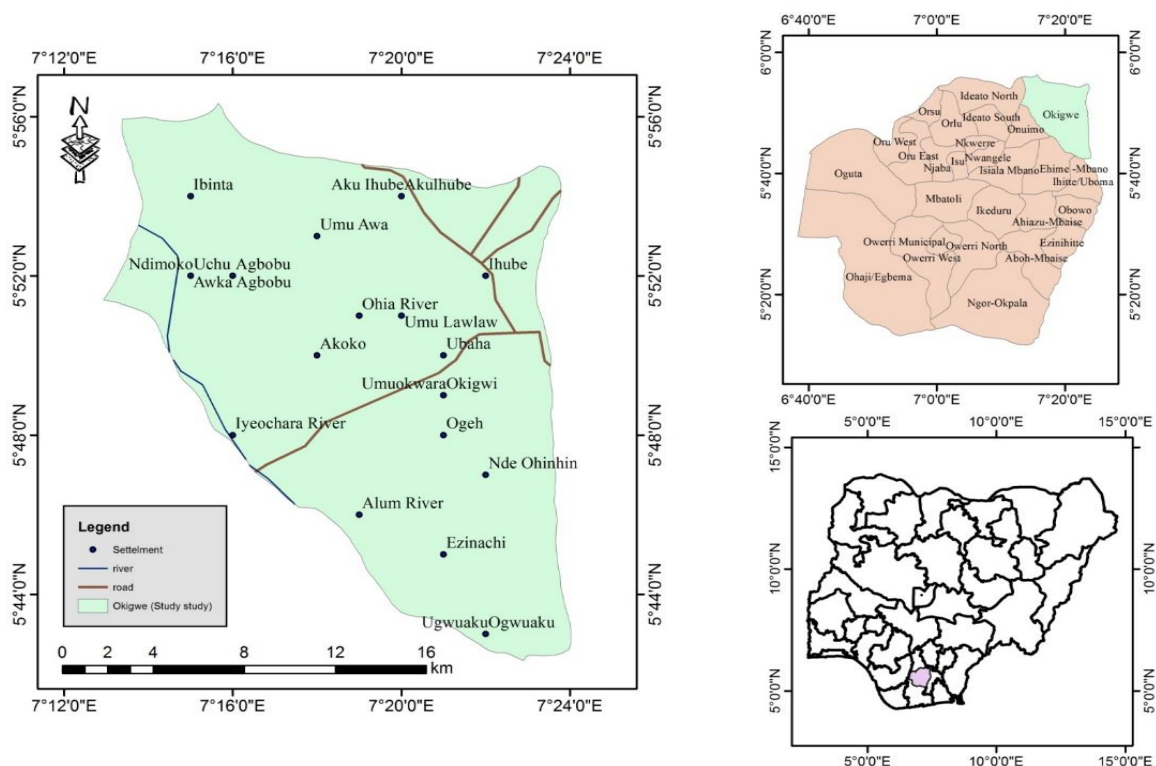 7°12'0"E 7°16'0"E 7°20'0"E 7°24'0"E
5°56'0"N
5°52'0"N
5°48'0"N
5°44'0"N
N
Ibinta
Aku IhubeAkuIhube
Umu Awa
NdimokoUchu Agbobu
Awka Agbobu
Ihube
Ohia River
Umu Lawlaw
Akoko
Ubaha
UmuokwaraOkigwi
Iyeochara River
Ogeh
Nde Ohinhin
Alum River
Ezinachi
UgwuakuOgwuaku
Legend
Settelment
river
road
Okigwe (Study study)
0 2 4 8 12 16
km
5°56'0"N
5°52'0"N
5°48'0"N
5°44'0"N
7°12'0"E 7°16'0"E 7°20'0"E 7°24'0"E
6°40'0"E 7°0'0"E 7°20'0"E
6°0'0"N
5°40'0"N
5°20'0"N
Ideato North
Okigwe
Orsu
Ideato South
Orlu
Onuimo
Oru West
Nkwerre
Oru East
Isu
Nwangele
Njaba
Isiala Mbano
Ehime -Mbano
Oguta
Ihitte/Uboma
Mbatoli
Ikeduru
Obowo
Ahiazu-Mbaise
Owerri Municipal
Owerri North
Ezinihitte
Owerri West
Aboh-Mbaise
Ohaji/Egbema
Ngor-Okpala
6°0'0"N
5°40'0"N
5°20'0"N
6°40'0"E 7°0'0"E 7°20'0"E
5°0'0"E 10°0'0"E 15°0'0"E
15°0'0"N
10°0'0"N
5°0'0"N
15°0'0"N
10°0'0"N
5°0'0"N
5°0'0"E 10°0'0"E 15°0'0"E